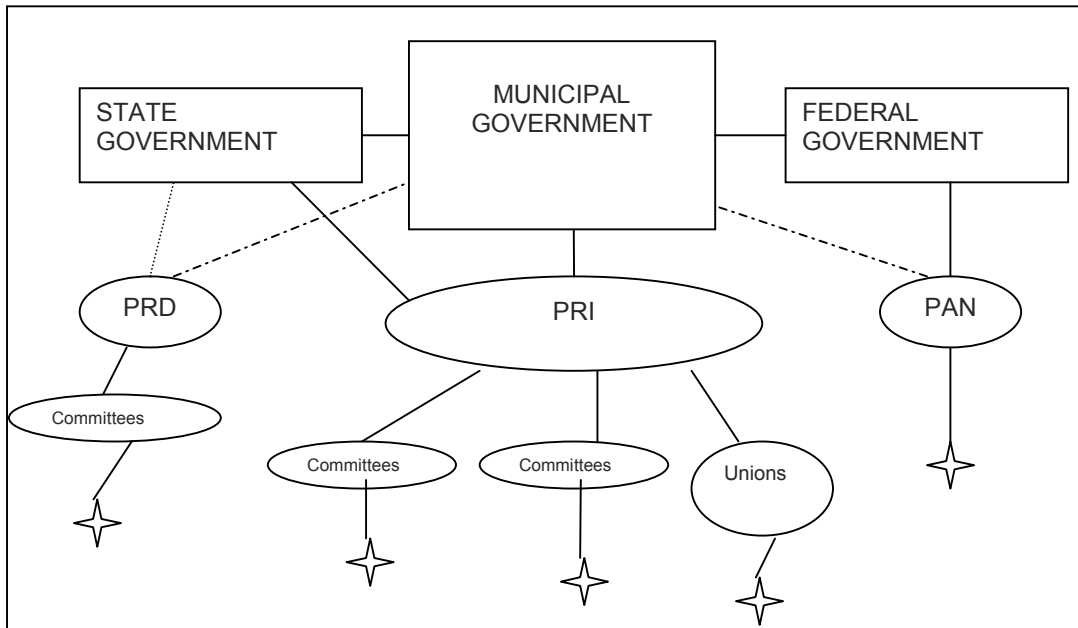 STATE
GOVERNMENT
MUNICIPAL
GOVERNMENT
FEDERAL
GOVERNMENT
PRD
PRI
PAN
Committees
Committees
Committees
Unions